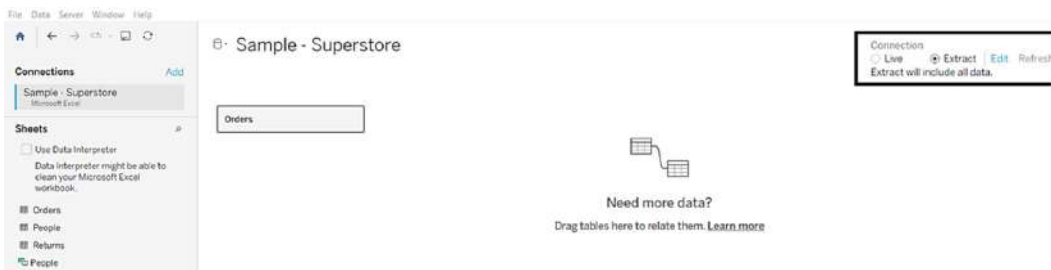 File Data Server Window Help
Connections Add
Sample - Superstore
Microsoft Excel
Sheets
Use Data Interpreter
Data Interpreter might be able to
clean your Microsoft Excel
workbook.
Orders
People
Returns
People
Sample - Superstore
Connection
Live Extract Edit Refresh
Extract will include all data.
Orders
Need more data?
Drag tables here to relate them. Learn more